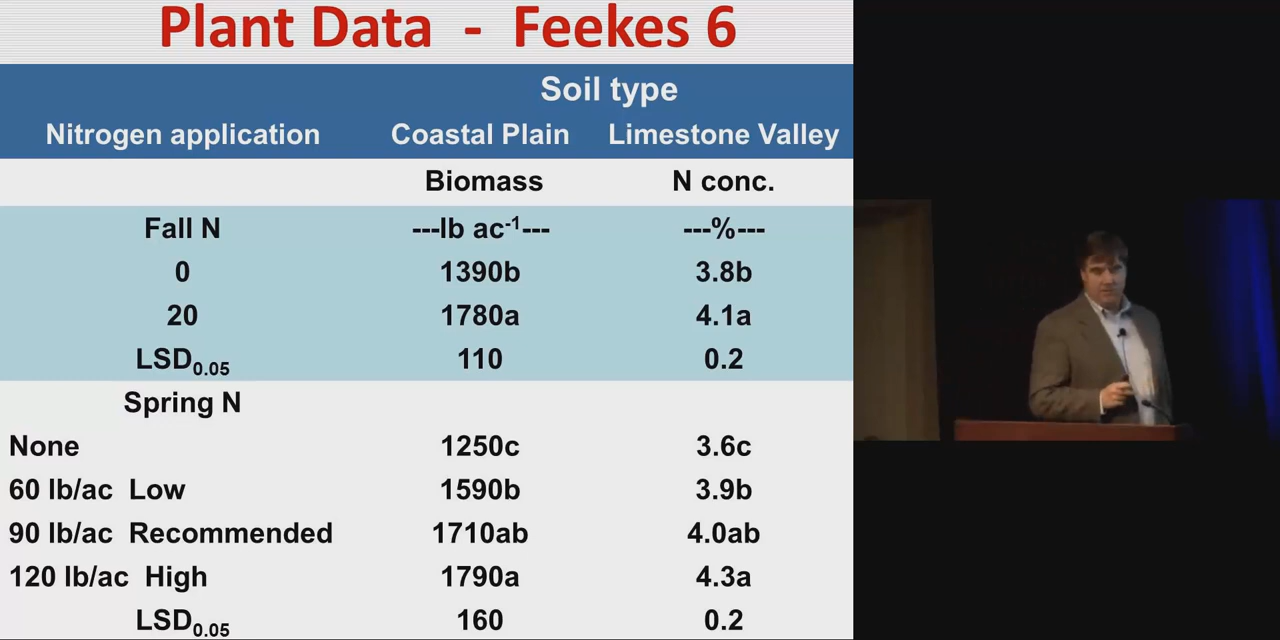 Plant Data - Feekes 6
Soil type
Nitrogen application Coastal Plain Limestone Valley
Biomass N conc.
Fall N ---lb ac-1--- ---%---
0 1390b 3.8b
20 1780a 4.1a
LSD0.05 110 0.2
Spring N
None 1250c 3.6c
60 lb/ac Low 1590b 3.9b
90 lb/ac Recommended 1710ab 4.0ab
120 lb/ac High 1790a 4.3a
LSD0.05 160 0.2